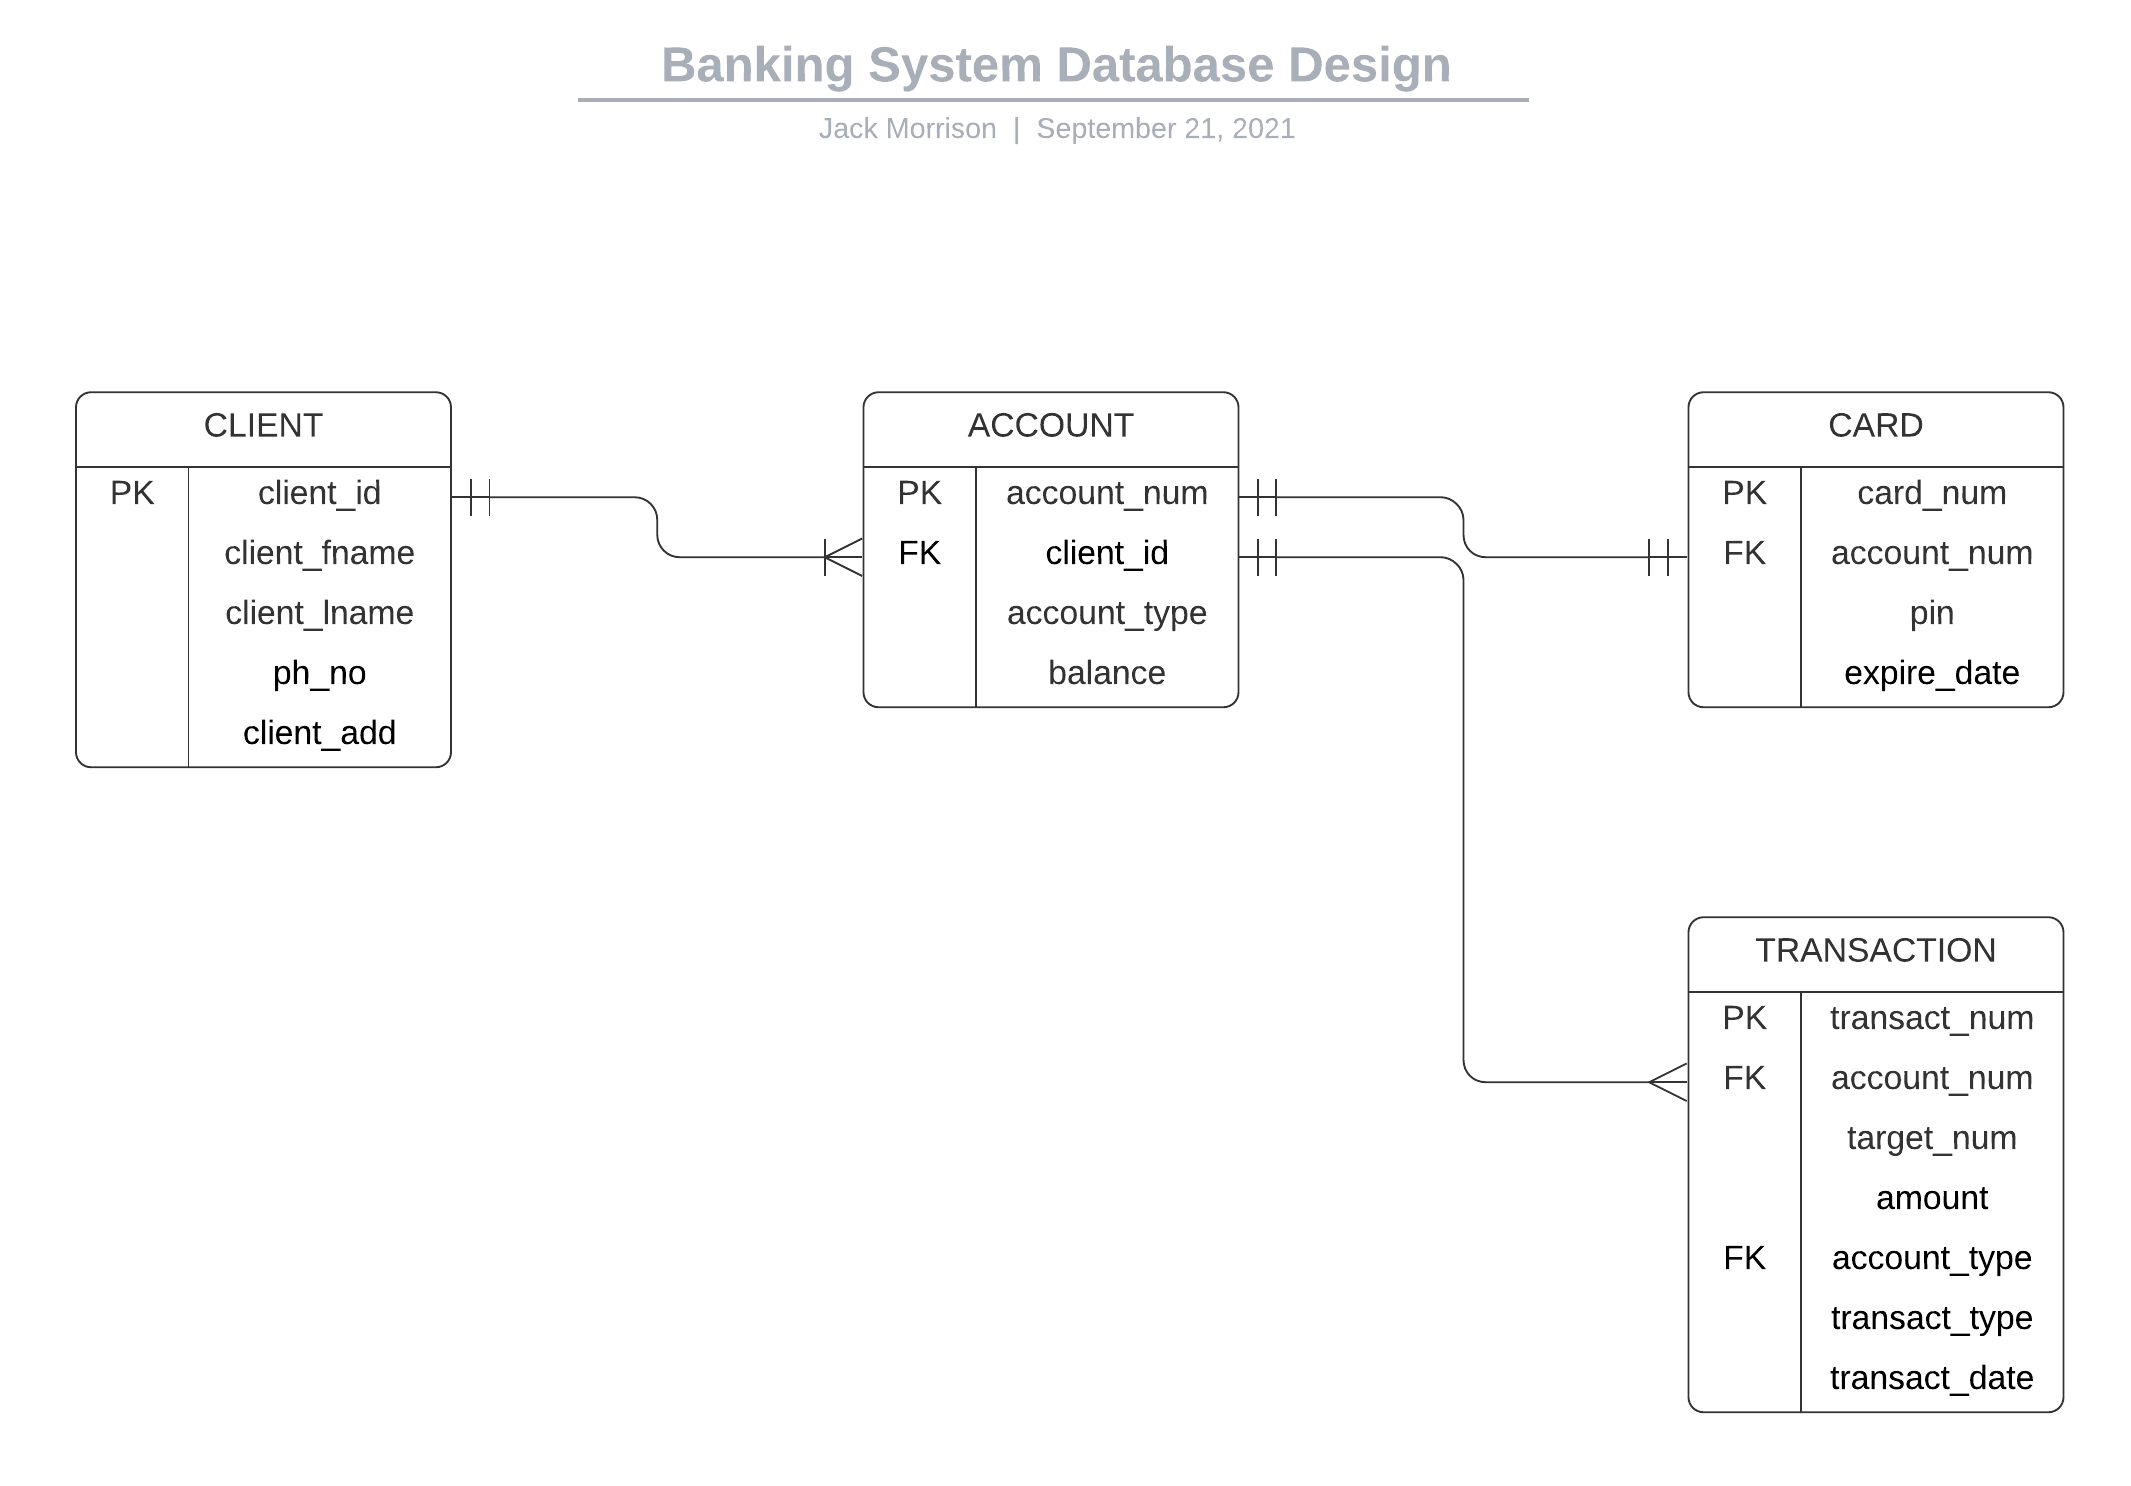 Banking System Database Design
Jack Morrison | September 21, 2021
CLIENT
PK client_id
client_fname
client_lname
ph_no
client_add
ACCOUNT
PK account_num
FK client_id
account_type
balance
CARD
PK card_num
FK account_num
pin
expire_date
TRANSACTION
PK transact_num
FK account_num
target_num
amount
FK account_type
transact_type
transact_date